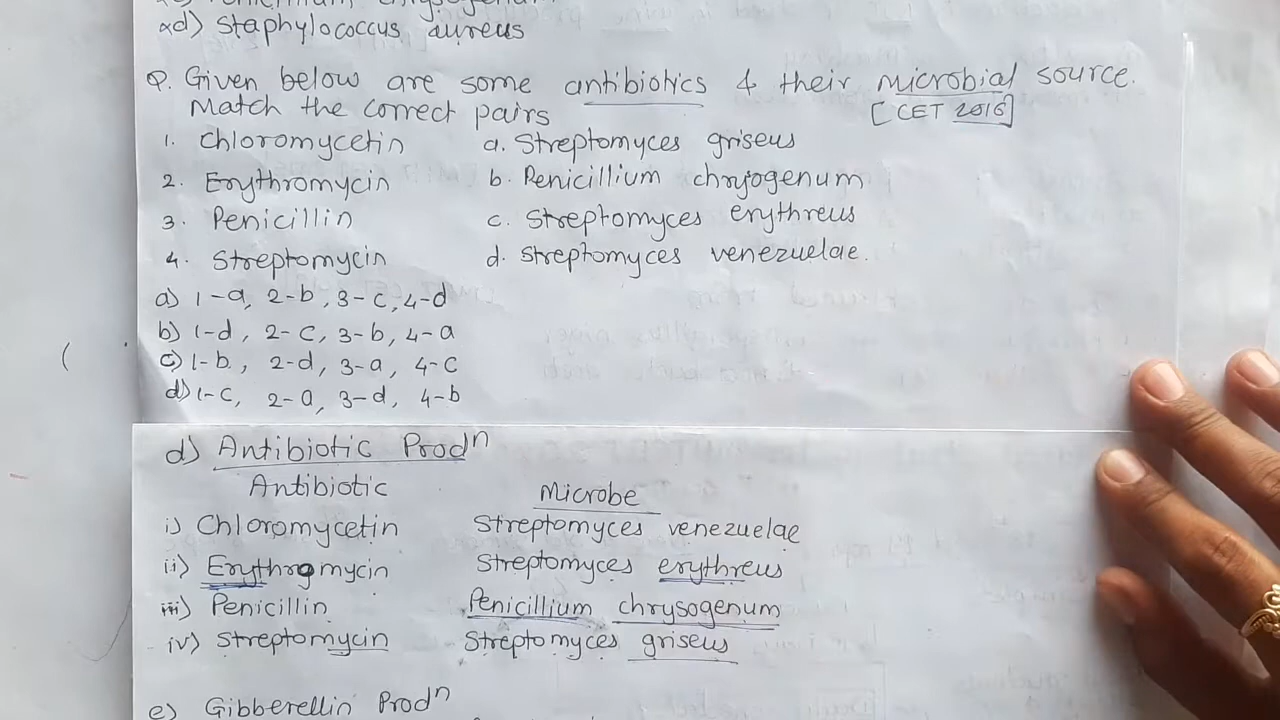 αd) Staphylococcus aureus
Q. Given below are some antibiotics & their microbial source.
Match the correct pairs [CET 2016]
1. Chloromycetin a. Streptomyces griseus
2. Erythromycin b. Penicillium chryogenum
3. Penicillin c. Streptomyces erythreus
4. Streptomycin d. Streptomyces venezuelae.
a) 1-a, 2-b, 3-c, 4-d
b) 1-d, 2-c, 3-b, 4-a
c) 1-b, 2-d, 3-a, 4-c
d) 1-c, 2-a, 3-d, 4-b
d) Antibiotic Prodⁿ
Antibiotic Microbe
i) Chloromycetin Streptomyces venezuelae
ii) Erythromycin Streptomyces erythreus
iii) Penicillin Penicillium chrysogenum
iv) Streptomycin Streptomyces griseus
e) Gibberellin Prodⁿ